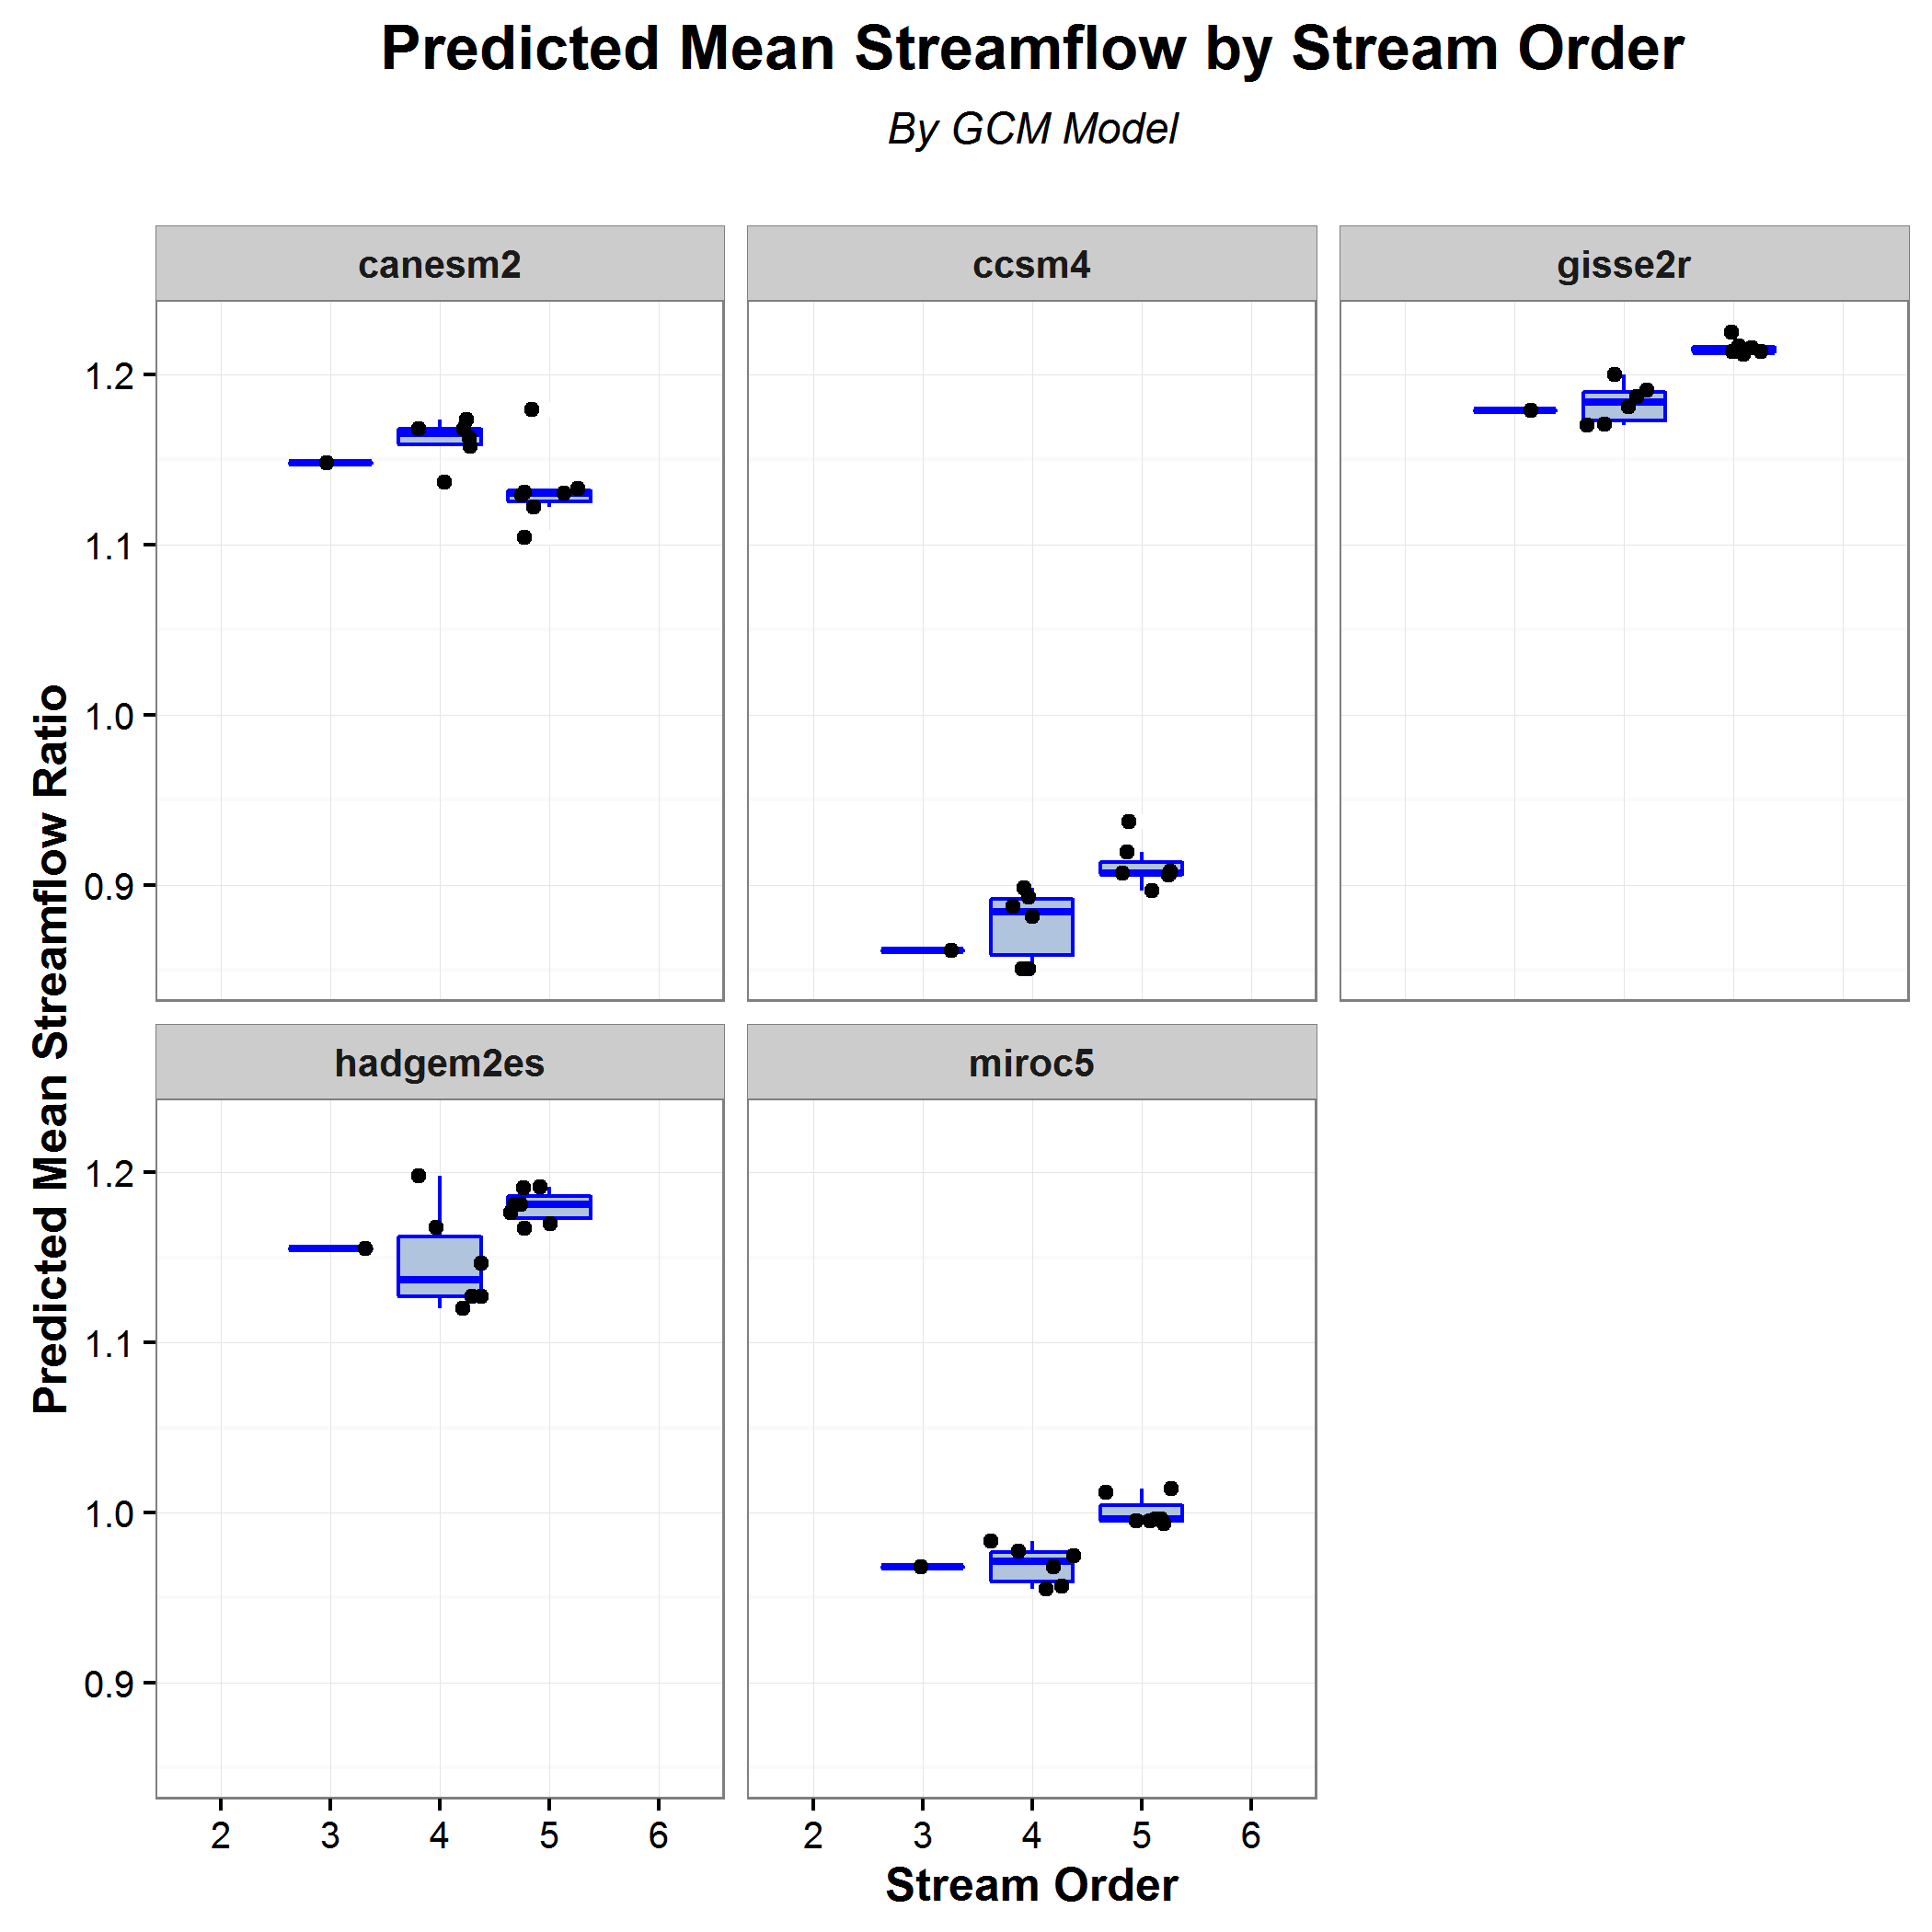 Predicted Mean Streamflow by Stream Order
By GCM Model
canesm2
ccsm4
gisse2r
1.2
1.1
1.0
0.9
Predicted Mean Streamflow Ratio
hadgem2es
miroc5
1.2
1.1
1.0
0.9
2 3 4 5 6
2 3 4 5 6
Stream Order